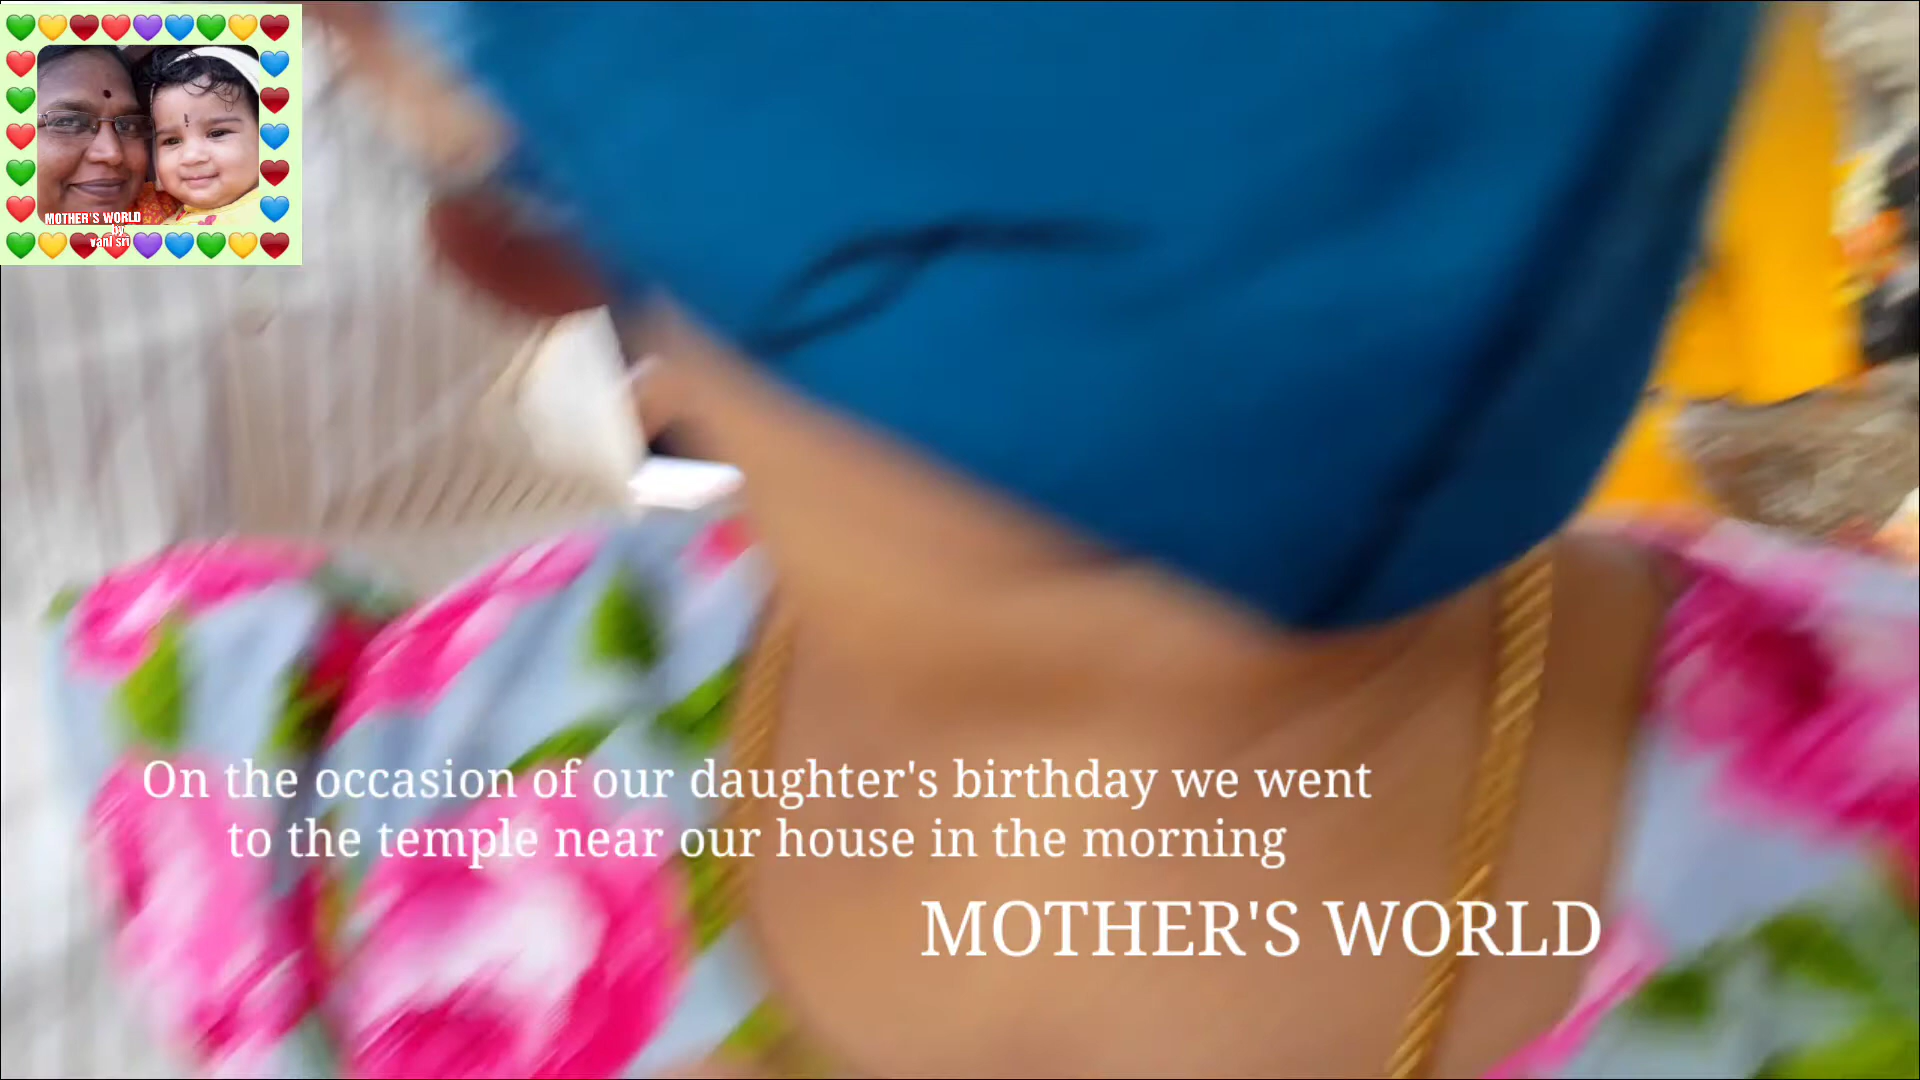 MOTHER'S WORLD
by
vani sri
On the occasion of our daughter's birthday we went
to the temple near our house in the morning
MOTHER'S WORLD